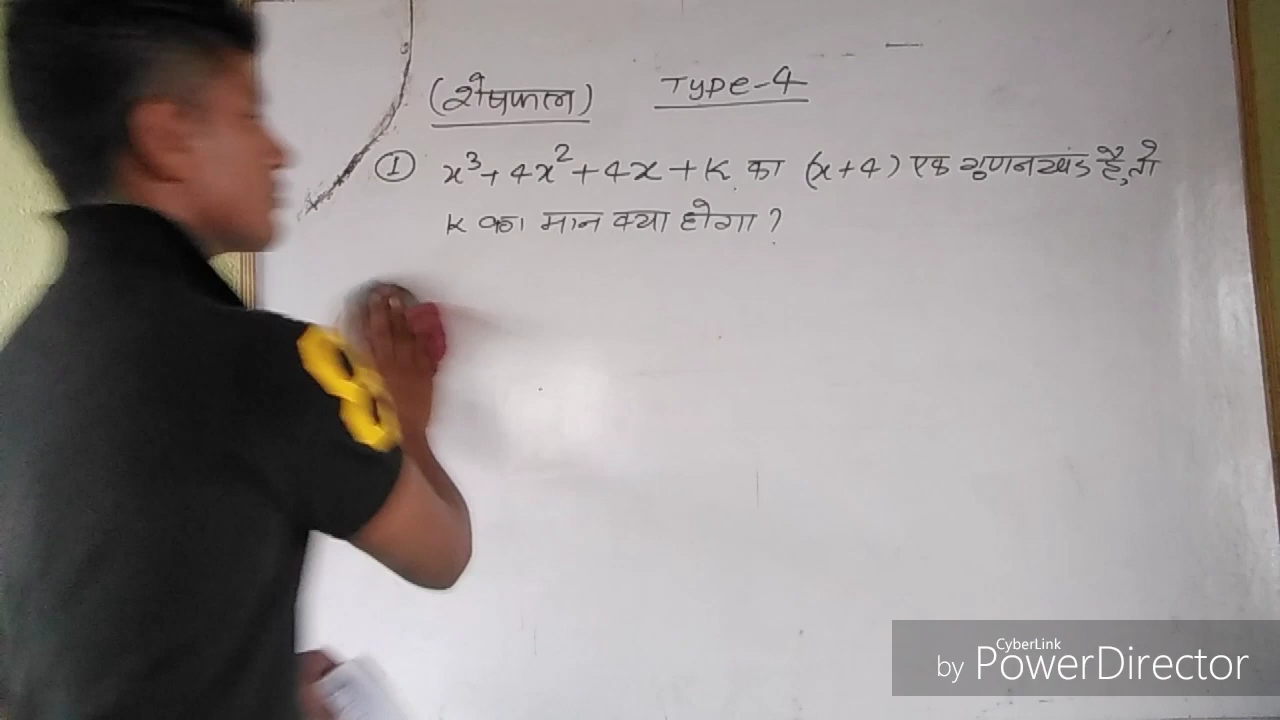 (शेषफल) Type-4
① x³+4x²+4x+k का (x+4) एक गुणनखंड है, तो
k का मान क्या होगा?
CyberLink
by PowerDirector